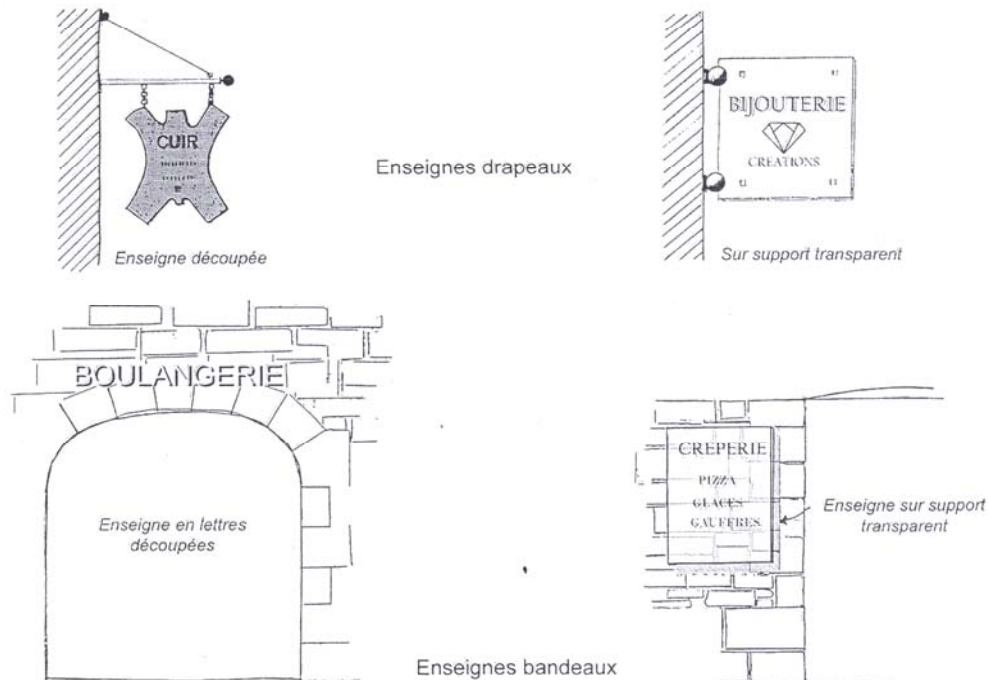 CUIR
Enseigne découpée
Enseignes drapeaux
BIJOUTERIE
CREATIONS
Sur support transparent
BOULANGERIE
Enseigne en lettres
découpées
CREPERIE
PIZZA
GLACES
GAUFFRES
Enseigne sur support
transparent
Enseignes bandeaux